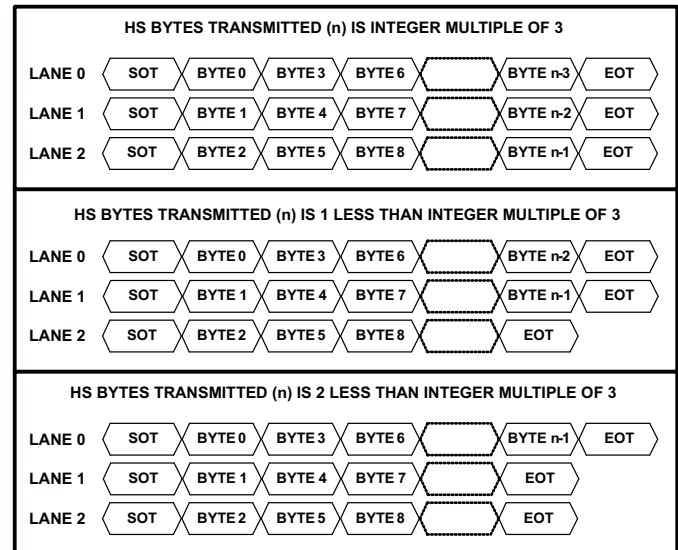 HS BYTES TRANSMITTED (n) IS INTEGER MULTIPLE OF 3
LANE 0 SOT BYTE 0 BYTE 3 BYTE 6 BYTE n-3 EOT
LANE 1 SOT BYTE 1 BYTE 4 BYTE 7 BYTE n-2 EOT
LANE 2 SOT BYTE 2 BYTE 5 BYTE 8 BYTE n-1 EOT
HS BYTES TRANSMITTED (n) IS 1 LESS THAN INTEGER MULTIPLE OF 3
LANE 0 SOT BYTE 0 BYTE 3 BYTE 6 BYTE n-2 EOT
LANE 1 SOT BYTE 1 BYTE 4 BYTE 7 BYTE n-1 EOT
LANE 2 SOT BYTE 2 BYTE 5 BYTE 8 EOT
HS BYTES TRANSMITTED (n) IS 2 LESS THAN INTEGER MULTIPLE OF 3
LANE 0 SOT BYTE 0 BYTE 3 BYTE 6 BYTE n-1 EOT
LANE 1 SOT BYTE 1 BYTE 4 BYTE 7 EOT
LANE 2 SOT BYTE 2 BYTE 5 BYTE 8 EOT